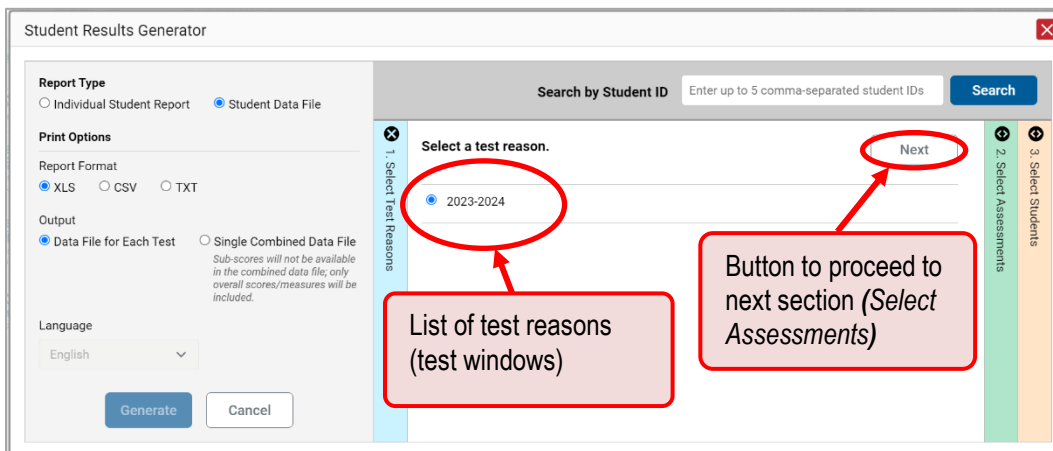 Student Results Generator
Report Type
Individual Student Report
Student Data File
Print Options
Report Format
XLS
CSV
TXT
Output
Data File for Each Test
Single Combined Data File
Sub-scores will not be available
in the combined data file; only
overall scores/measures will be
included.
Language
English
Generate
Cancel
Search by Student ID
Enter up to 5 comma-separated student IDs
Search
1. Select Test Reasons
Select a test reason.
Next
2023-2024
List of test reasons
(test windows)
Button to proceed to
next section (Select
Assessments)
2. Select Assessments
3. Select Students